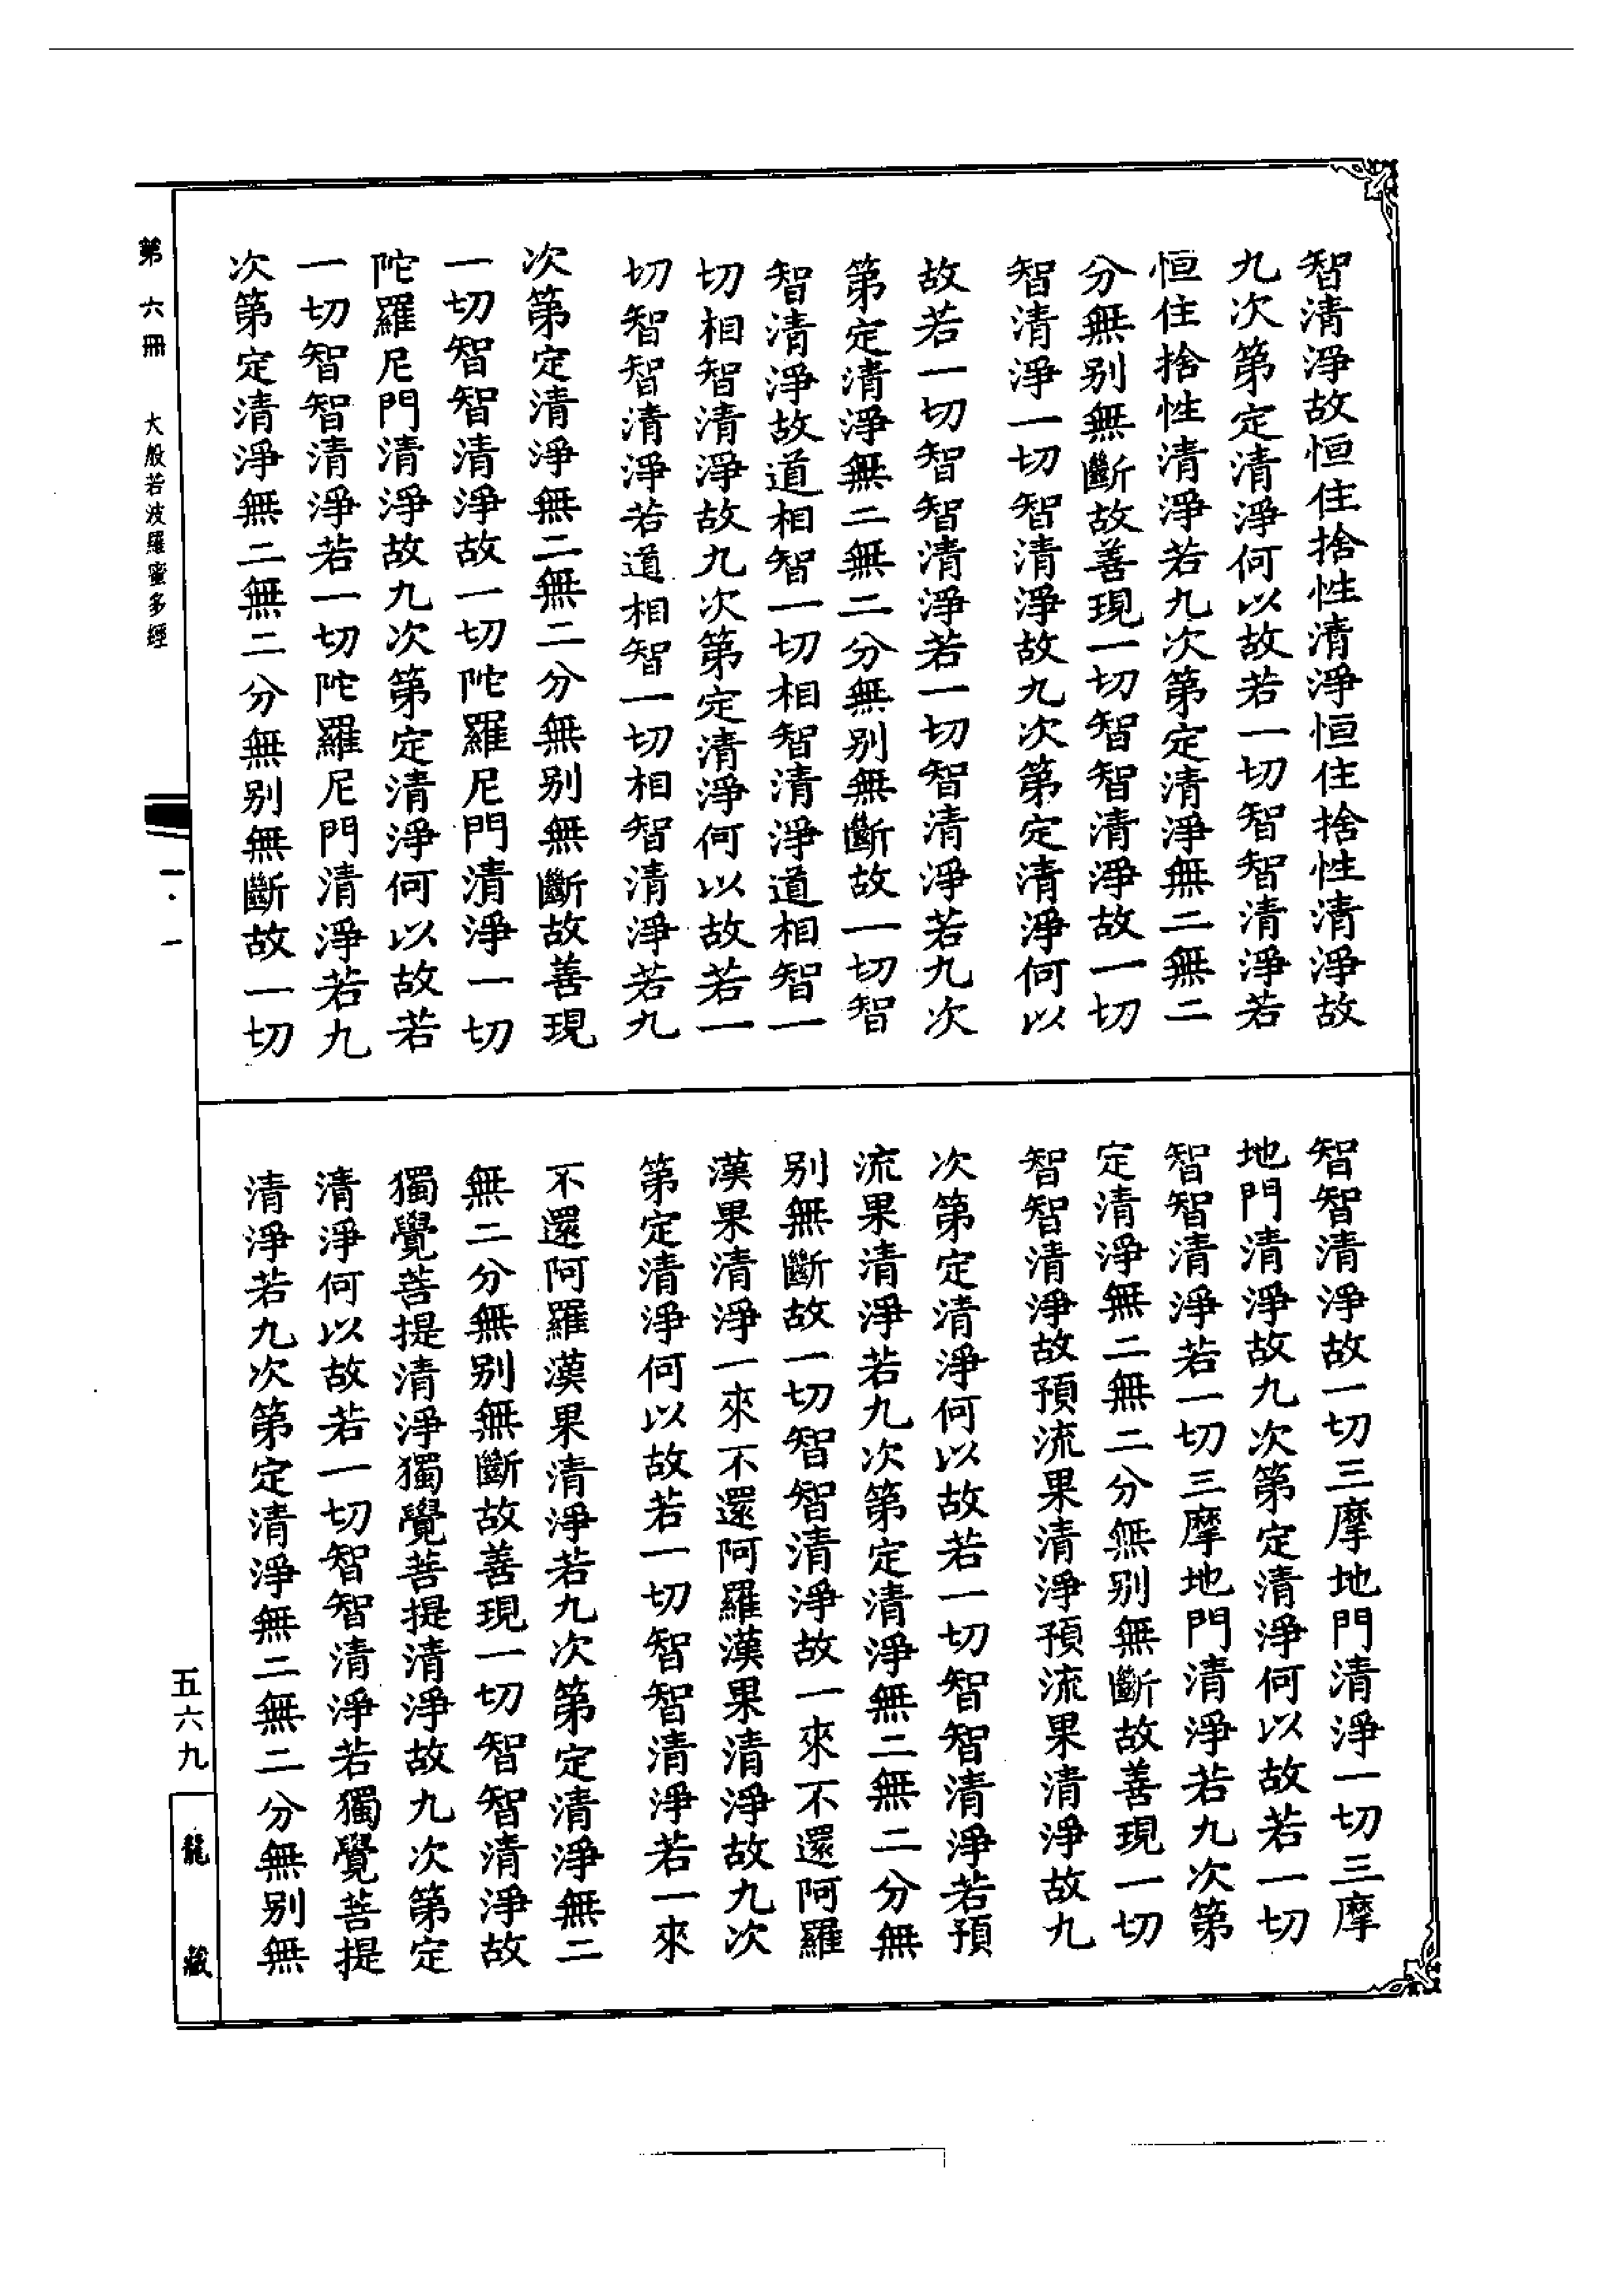 智清淨故恒住捨性清淨恒住捨性清淨故
九次第定清淨何以故若一切智智清淨若
恒住捨性清淨若九次第定清淨無二無二
分無别無斷故善現一切智智清淨故一切
智清淨一切智清淨故九次第定清淨何以
故若一切智智清淨若一切智清淨若九次
第定清淨無二無二分無别無斷故一切智
智清淨故道相智一切相智清淨道相智一
切相智清淨故九次第定清淨何以故若一
切智智清淨若道相智一切相智清淨若九
次第定清淨無二無二分無别無斷故善現
一切智智清淨故一切陀羅尼門清淨一切
陀羅尼門清淨故九次第定清淨何以故若
一切智智清淨若一切陀羅尼門清淨若九
次第定清淨無二無二分無别無斷故一切
智智清淨故一切三摩地門清淨一切三摩
地門清淨故九次第定清淨何以故若一切
智智清淨若一切三摩地門清淨若九次第
定清淨無二無二分無别無斷故善現一切
智智清淨故預流果清淨預流果清淨故九
次第定清淨何以故若一切智智清淨若預
流果清淨若九次第定清淨無二無二分無
别無斷故一切智智清淨故一來不還阿羅
漢果清淨一來不還阿羅漢果清淨故九次
第定清淨何以故若一切智智清淨若一來
不還阿羅漢果清淨若九次第定清淨無二
無二分無别無斷故善現一切智智清淨故
獨覺菩提清淨獨覺菩提清淨故九次第定
清淨何以故若一切智智清淨若獨覺菩提
清淨若九次第定清淨無二無二分無别無
第六冊 大般若波羅蜜多經
一·一
五六九
龍藏